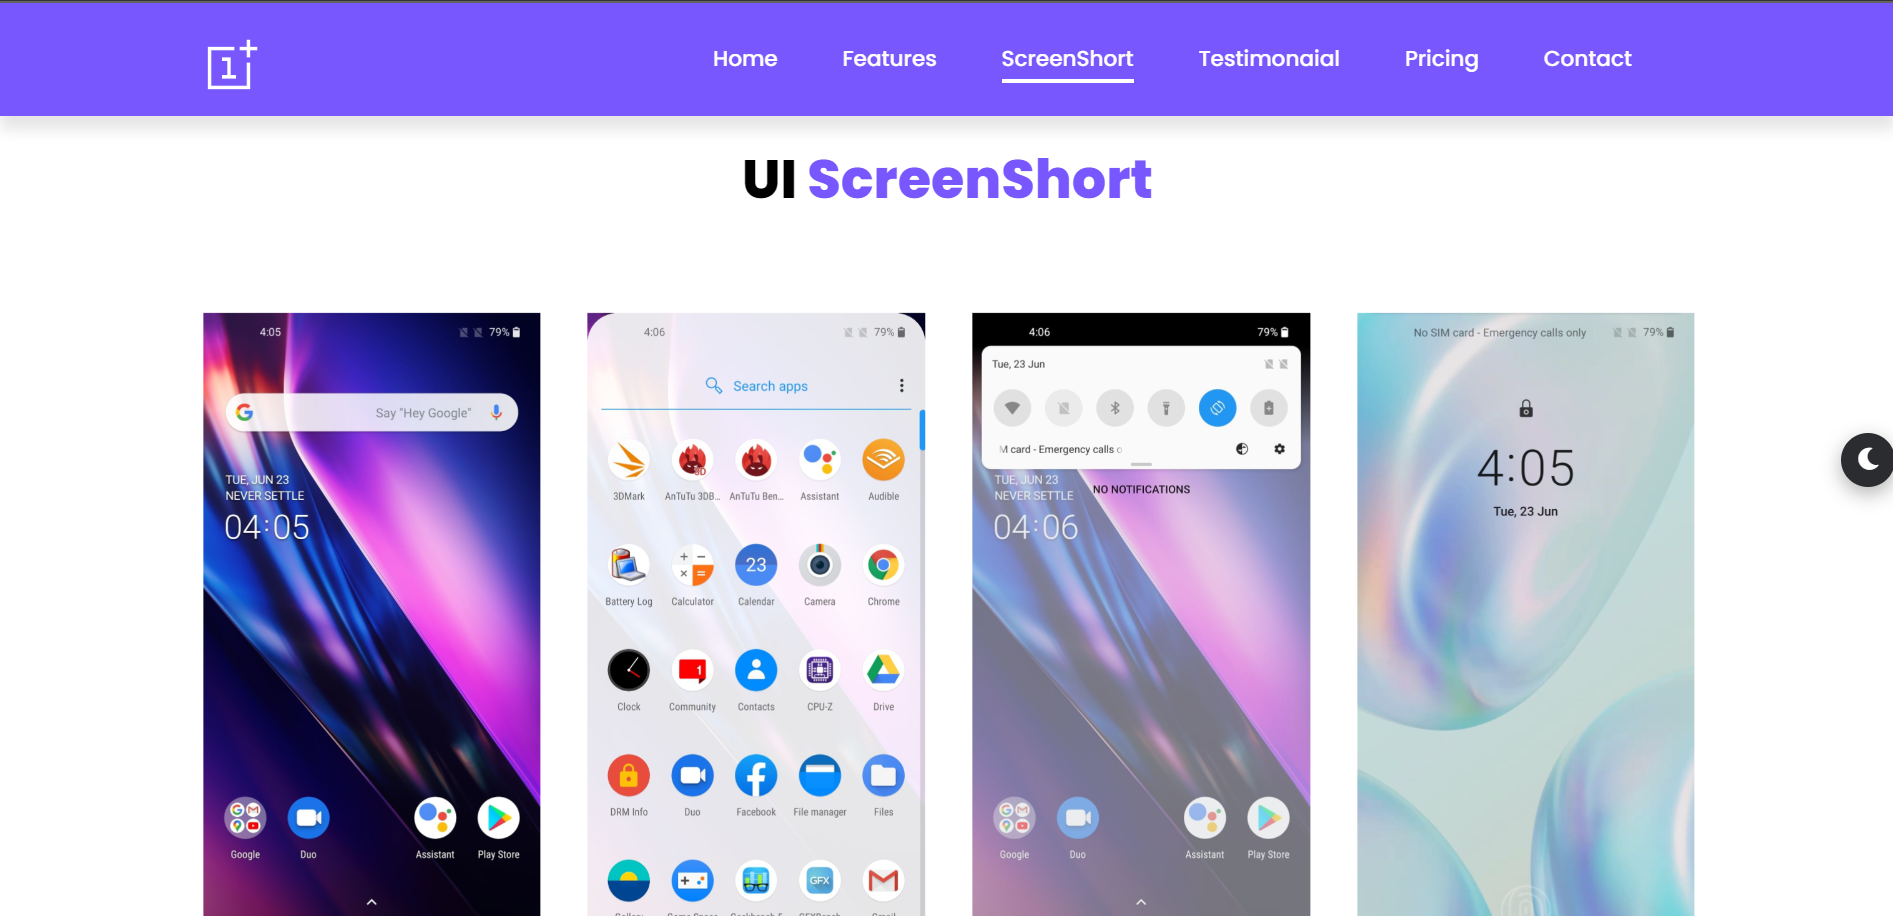 1+
Home Features ScreenShort Testimonaial Pricing Contact
UI ScreenShort
4:05 79%
Say "Hey Google"
TUE, JUN 23
NEVER SETTLE
04:05
Google Duo Assistant Play Store
4:06 79%
Search apps
3DMark AnTuTu 3DB... AnTuTu Ben... Assistant Audible
23
Battery Log Calculator Calendar Camera Chrome
Clock Community Contacts CPU-Z Drive
DRM Info Duo Facebook File manager Files
GFX
4:06 79%
Tue, 23 Jun
M card - Emergency calls o
TUE, JUN 23
NEVER SETTLE
NO NOTIFICATIONS
04:06
Google Duo Assistant Play Store
No SIM card - Emergency calls only 79%
4:05
Tue, 23 Jun